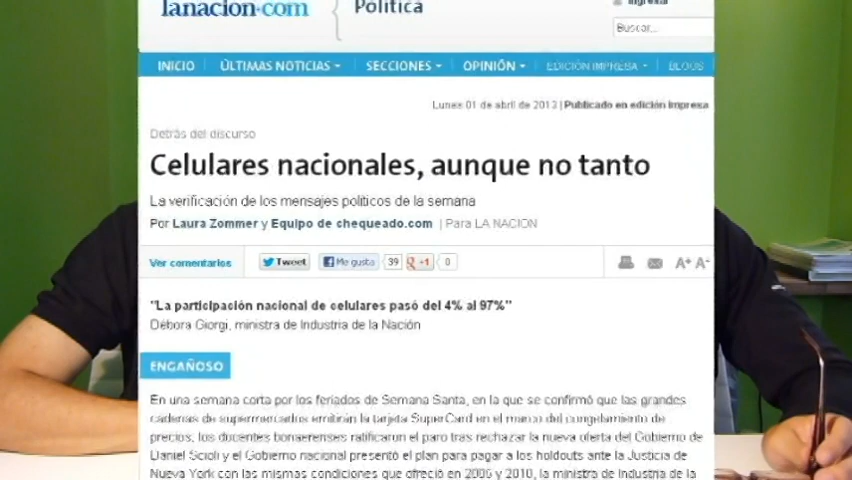 lanacion.com
Política
Ingresar
Buscar...
INICIO ÚLTIMAS NOTICIAS SECCIONES OPINIÓN EDICIÓN IMPRESA BLOGS
Lunes 01 de abril de 2013 | Publicado en edición impresa
Detrás del discurso
Celulares nacionales, aunque no tanto
La verificación de los mensajes políticos de la semana
Por Laura Zommer y Equipo de chequeado.com | Para LA NACION
Ver comentarios Tweet Me gusta 39 +1 0 A+ A-
"La participación nacional de celulares pasó del 4% al 97%"
Débora Giorgi, ministra de Industria de la Nación
ENGAÑOSO
En una semana corta por los feriados de Semana Santa, en la que se confirmó que las grandes
cadenas de supermercados emitirán la tarjeta SuperCard en el marco del congelamiento de
precios, los docentes bonaerenses ratificaron el paro tras rechazar la nueva oferta del Gobierno de
Daniel Scioli y el Gobierno nacional presentó el plan para pagar a los holdouts ante la Justicia de
Nueva York con las mismas condiciones que ofreció en 2005 y 2010, la ministra de Industria de la